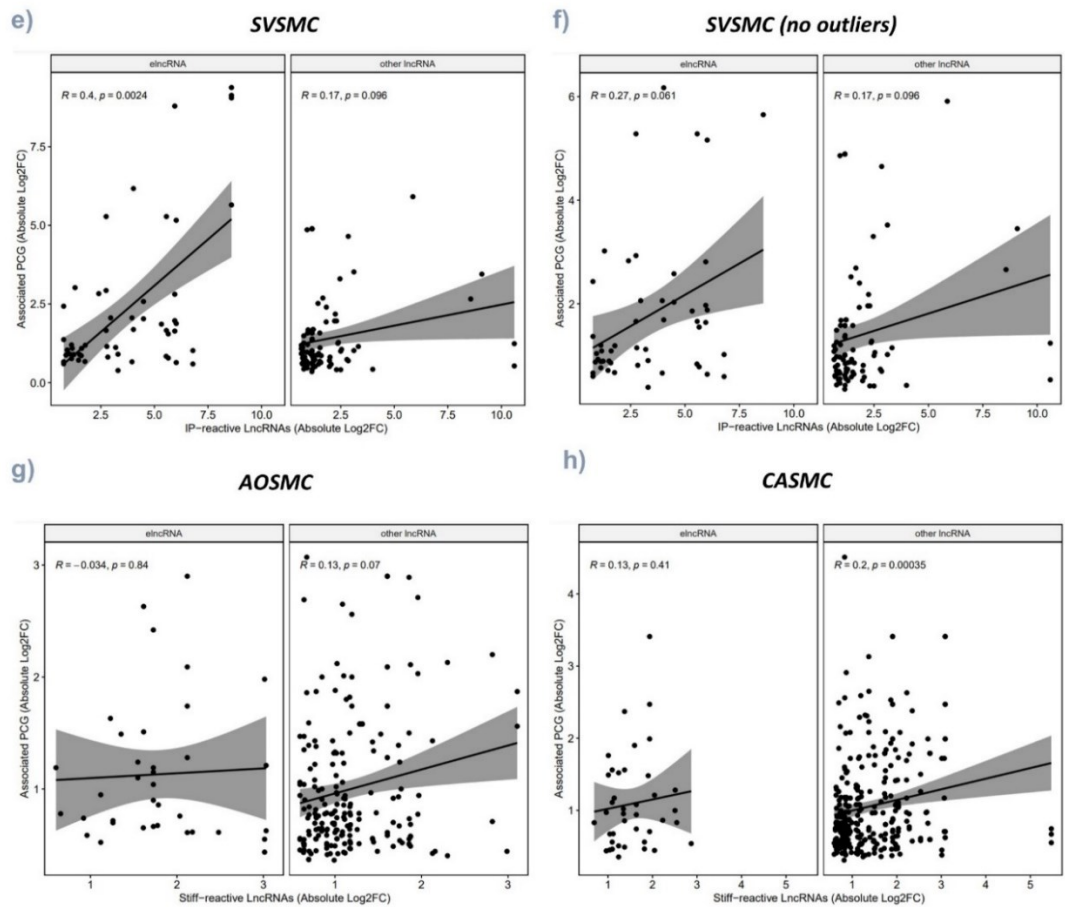 e)
SVSMC
elncRNA
other lncRNA
R = 0.4, p = 0.0024
R = 0.17, p = 0.096
Associated PCG (Absolute Log2FC)
7.5
5.0
2.5
0.0
2.5
5.0
7.5
10.0
2.5
5.0
7.5
10.0
IP−reactive LncRNAs (Absolute Log2FC)
f)
SVSMC (no outliers)
elncRNA
other lncRNA
R = 0.27, p = 0.061
R = 0.17, p = 0.096
Associated PCG (Absolute Log2FC)
6
4
2
2.5
5.0
7.5
10.0
2.5
5.0
7.5
10.0
IP−reactive LncRNAs (Absolute Log2FC)
g)
AOSMC
elncRNA
other lncRNA
R = −0.034, p = 0.84
R = 0.13, p = 0.07
Associated PCG (Absolute Log2FC)
3
2
1
1
2
3
1
2
3
Stiff−reactive LncRNAs (Absolute Log2FC)
h)
CASMC
elncRNA
other lncRNA
R = 0.13, p = 0.41
R = 0.2, p = 0.00035
Associated PCG (Absolute Log2FC)
4
3
2
1
1
2
3
4
5
1
2
3
4
5
Stiff−reactive LncRNAs (Absolute Log2FC)